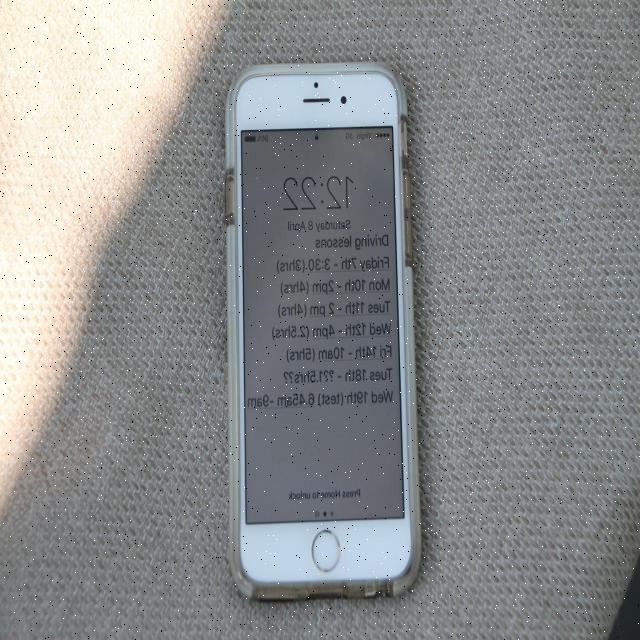 12:22
Saturday 8 April
Driving lessons
Friday 7th - 3:30 (3hrs)
Mon 10th - 2pm (4hrs)
Tues 11th - 2 pm (4hrs)
Wed 12th - 4pm (2.5hrs)
Fri 14th - 10am (5hrs)
Tues 18th - ??1.5hrs??
Wed 19th (test) 6.45am -9am
Press Home to unlock